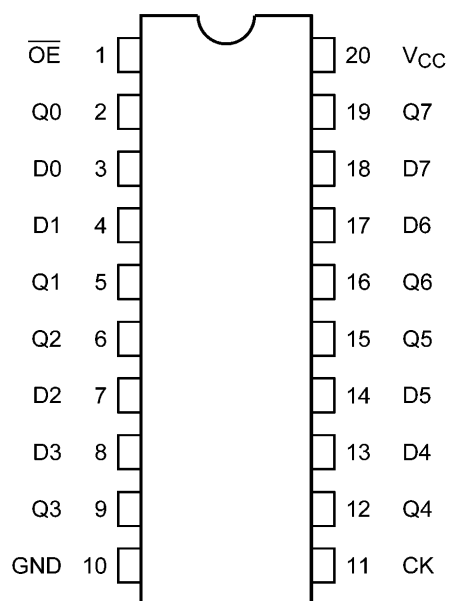 O̅E̅ 1 20 VCC
Q0 2 19 Q7
D0 3 18 D7
D1 4 17 D6
Q1 5 16 Q6
Q2 6 15 Q5
D2 7 14 D5
D3 8 13 D4
Q3 9 12 Q4
GND 10 11 CK